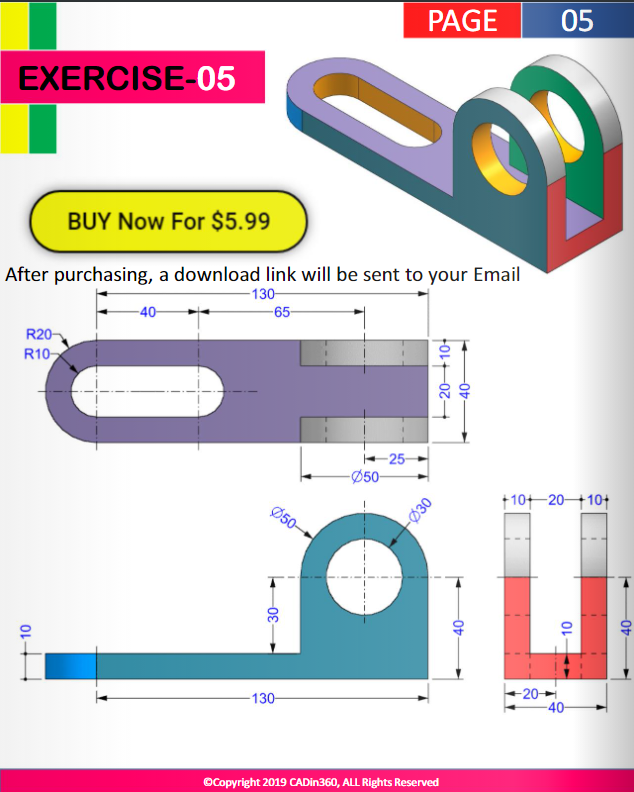 PAGE 05
EXERCISE-05
BUY Now For $5.99
After purchasing, a download link will be sent to your Email
130
40 65
R20
R10
10
20 40
25
Ø50
Ø50 Ø30
10 20 10
30
40
10
10
40
130
20
40
©Copyright 2019 CADin360, ALL Rights Reserved